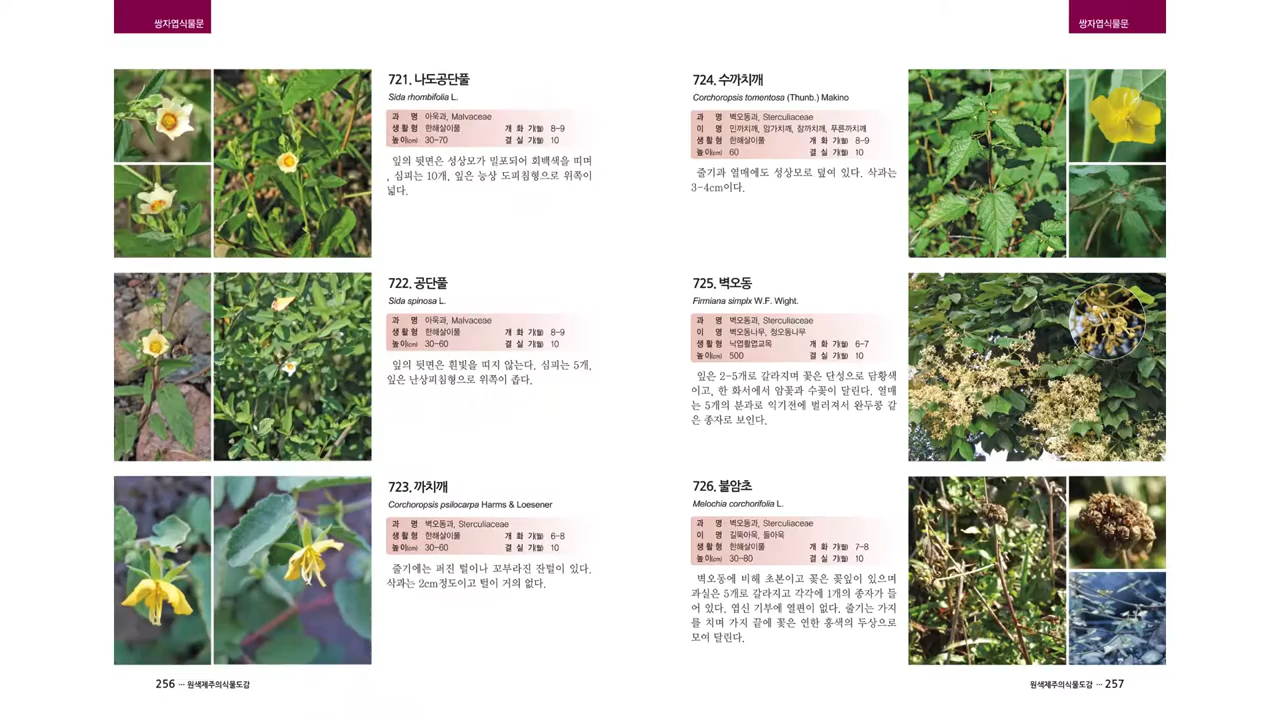 쌍자엽식물문
721. 나도공단풀
Sida rhombifolia L.
과 명 아욱과, Malvaceae
생 활 형 한해살이풀 개 화 기(월) 8-9
높 이(cm) 30-70 결 실 기(월) 10
잎의 뒷면은 성상모가 밀포되어 회백색을 띠며
, 심피는 10개, 잎은 능상 도피침형으로 위쪽이
넓다.
722. 공단풀
Sida spinosa L.
과 명 아욱과, Malvaceae
생 활 형 한해살이풀 개 화 기(월) 8-9
높 이(cm) 30-60 결 실 기(월) 10
잎의 뒷면은 흰빛을 띠지 않는다. 심피는 5개,
잎은 난상피침형으로 위쪽이 좁다.
723. 까치깨
Corchoropsis psilocarpa Harms & Loesener
과 명 벽오동과, Sterculiaceae
생 활 형 한해살이풀 개 화 기(월) 6-8
높 이(cm) 30-60 결 실 기(월) 10
줄기에는 퍼진 털이나 꼬부라진 잔털이 있다.
삭과는 2cm정도이고 털이 거의 없다.
256 ··· 원색제주의식물도감
쌍자엽식물문
724. 수까치깨
Corchoropsis tomentosa (Thunb.) Makino
과 명 벽오동과, Sterculiaceae
이 명 민까치깨, 암가치깨, 참까치깨, 푸른까치깨
생 활 형 한해살이풀 개 화 기(월) 8-9
높 이(cm) 60 결 실 기(월) 10
줄기과 열매에도 성상모로 덮여 있다. 삭과는
3-4cm이다.
725. 벽오동
Firmiana simplx W.F. Wight.
과 명 벽오동과, Sterculiaceae
이 명 벽오동나무, 청오동나무
생 활 형 낙엽활엽교목 개 화 기(월) 6-7
높 이(cm) 500 결 실 기(월) 10
잎은 2-5개로 갈라지며 꽃은 단성으로 담황색
이고, 한 화서에서 암꽃과 수꽃이 달린다. 열매
는 5개의 분과로 익기전에 벌러져서 완두콩 같
은 종자로 보인다.
726. 불암초
Melochia corchorifolia L.
과 명 벽오동과, Sterculiaceae
이 명 길뚝아욱, 들아욱
생 활 형 한해살이풀 개 화 기(월) 7-8
높 이(cm) 30-80 결 실 기(월) 10
벽오동에 비해 초본이고 꽃은 꽃잎이 있으며
과실은 5개로 갈라지고 각각에 1개의 종자가 들
어 있다. 엽신 기부에 열편이 없다. 줄기는 가지
를 치며 가지 끝에 꽃은 연한 홍색의 두상으로
모여 달린다.
원색제주의식물도감 ··· 257